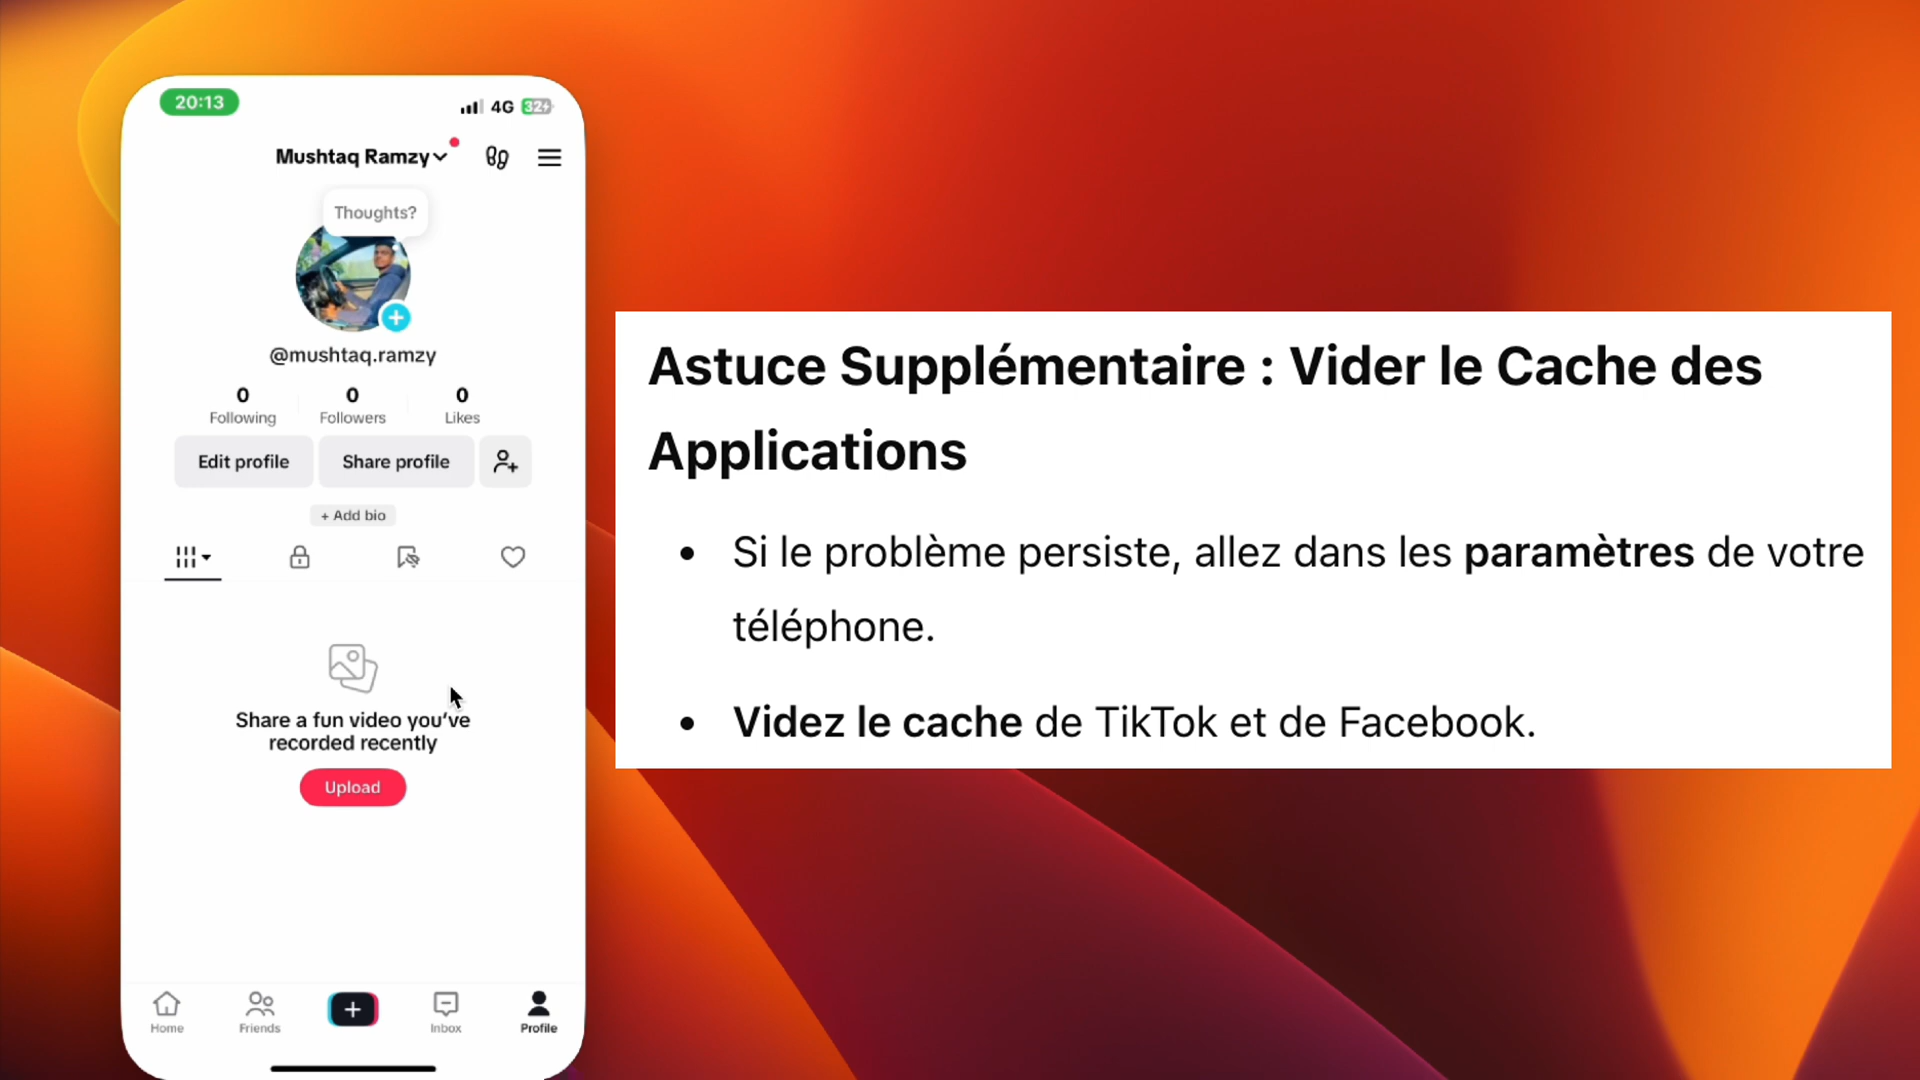 20:13
4G
32
Mushtaq Ramzy
Thoughts?
@mushtaq.ramzy
0 0 0
Following Followers Likes
Edit profile Share profile
+ Add bio
Share a fun video you've
recorded recently
Upload
Home Friends Inbox Profile
Astuce Supplémentaire : Vider le Cache des
Applications
• Si le problème persiste, allez dans les paramètres de votre
téléphone.
• Videz le cache de TikTok et de Facebook.